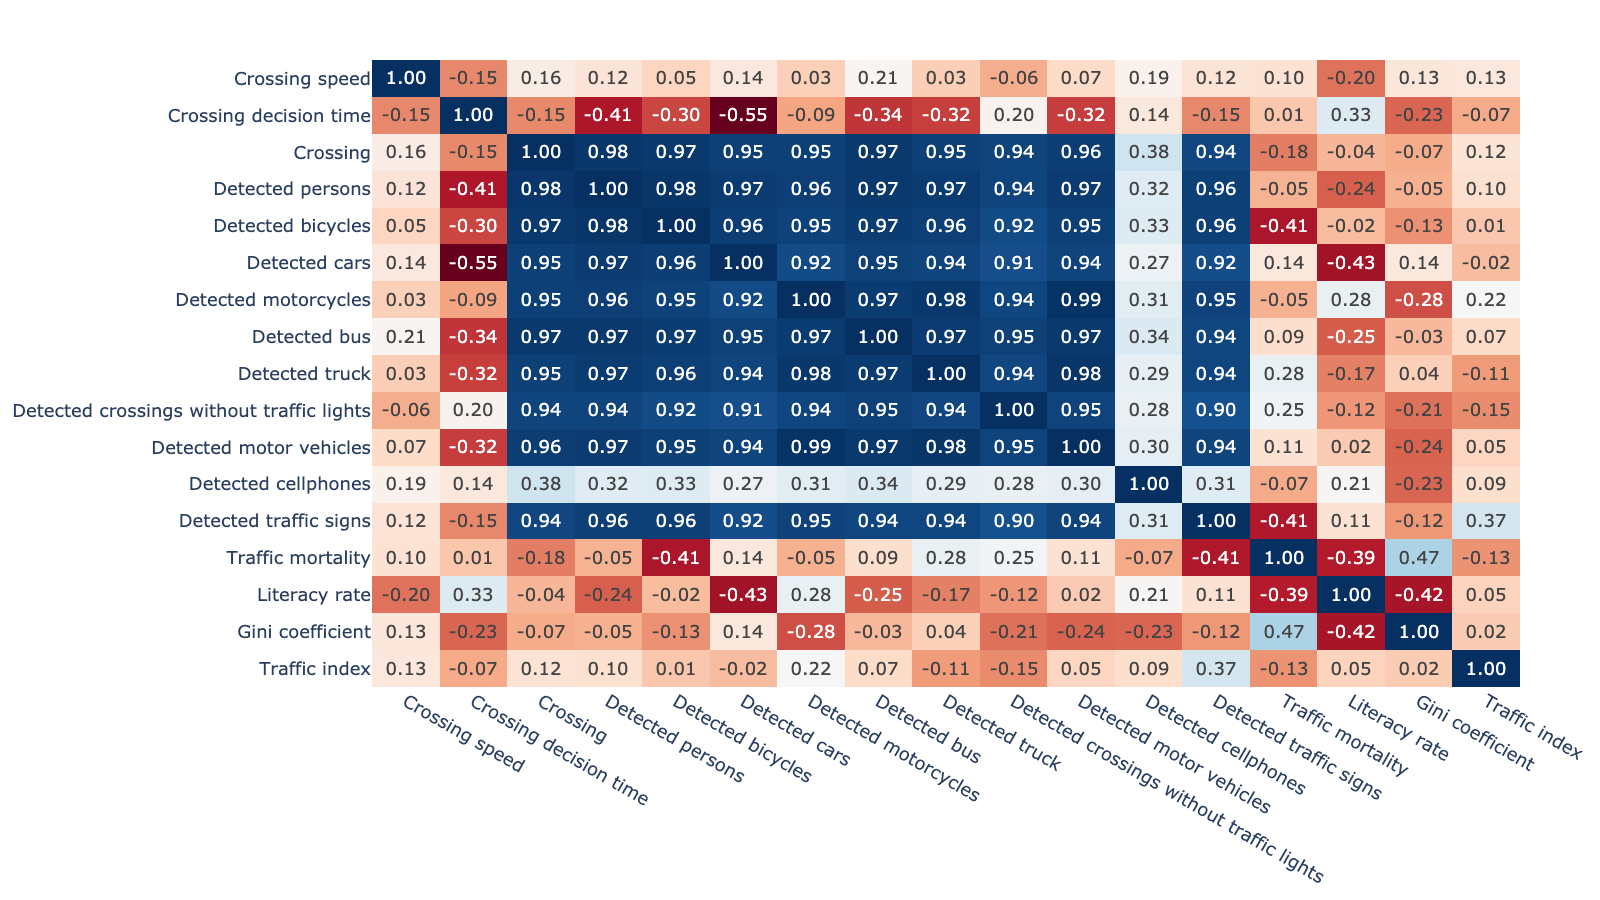 Crossing speed 1.00 -0.15 0.16 0.12 0.05 0.14 0.03 0.21 0.03 -0.06 0.07 0.19 0.12 0.10 -0.20 0.13 0.13
Crossing decision time -0.15 1.00 -0.15 -0.41 -0.30 -0.55 -0.09 -0.34 -0.32 0.20 -0.32 0.14 -0.15 0.01 0.33 -0.23 -0.07
Crossing 0.16 -0.15 1.00 0.98 0.97 0.95 0.95 0.97 0.95 0.94 0.96 0.38 0.94 -0.18 -0.04 -0.07 0.12
Detected persons 0.12 -0.41 0.98 1.00 0.98 0.97 0.96 0.97 0.97 0.94 0.97 0.32 0.96 -0.05 -0.24 -0.05 0.10
Detected bicycles 0.05 -0.30 0.97 0.98 1.00 0.96 0.95 0.97 0.96 0.92 0.95 0.33 0.96 -0.41 -0.02 -0.13 0.01
Detected cars 0.14 -0.55 0.95 0.97 0.96 1.00 0.92 0.95 0.94 0.91 0.94 0.27 0.92 0.14 -0.43 0.14 -0.02
Detected motorcycles 0.03 -0.09 0.95 0.96 0.95 0.92 1.00 0.97 0.98 0.94 0.99 0.31 0.95 -0.05 0.28 -0.28 0.22
Detected bus 0.21 -0.34 0.97 0.97 0.97 0.95 0.97 1.00 0.97 0.95 0.97 0.34 0.94 0.09 -0.25 -0.03 0.07
Detected truck 0.03 -0.32 0.95 0.97 0.96 0.94 0.98 0.97 1.00 0.94 0.98 0.29 0.94 0.28 -0.17 0.04 -0.11
Detected crossings without traffic lights -0.06 0.20 0.94 0.94 0.92 0.91 0.94 0.95 0.94 1.00 0.95 0.28 0.90 0.25 -0.12 -0.21 -0.15
Detected motor vehicles 0.07 -0.32 0.96 0.97 0.95 0.94 0.99 0.97 0.98 0.95 1.00 0.30 0.94 0.11 0.02 -0.24 0.05
Detected cellphones 0.19 0.14 0.38 0.32 0.33 0.27 0.31 0.34 0.29 0.28 0.30 1.00 0.31 -0.07 0.21 -0.23 0.09
Detected traffic signs 0.12 -0.15 0.94 0.96 0.96 0.92 0.95 0.94 0.94 0.90 0.94 0.31 1.00 -0.41 0.11 -0.12 0.37
Traffic mortality 0.10 0.01 -0.18 -0.05 -0.41 0.14 -0.05 0.09 0.28 0.25 0.11 -0.07 -0.41 1.00 -0.39 0.47 -0.13
Literacy rate -0.20 0.33 -0.04 -0.24 -0.02 -0.43 0.28 -0.25 -0.17 -0.12 0.02 0.21 0.11 -0.39 1.00 -0.42 0.05
Gini coefficient 0.13 -0.23 -0.07 -0.05 -0.13 0.14 -0.28 -0.03 0.04 -0.21 -0.24 -0.23 -0.12 0.47 -0.42 1.00 0.02
Traffic index 0.13 -0.07 0.12 0.10 0.01 -0.02 0.22 0.07 -0.11 -0.15 0.05 0.09 0.37 -0.13 0.05 0.02 1.00
Crossing speed
Crossing decision time
Crossing
Detected persons
Detected bicycles
Detected cars
Detected motorcycles
Detected bus
Detected truck
Detected crossings without traffic lights
Detected motor vehicles
Detected cellphones
Detected traffic signs
Traffic mortality
Literacy rate
Gini coefficient
Traffic index